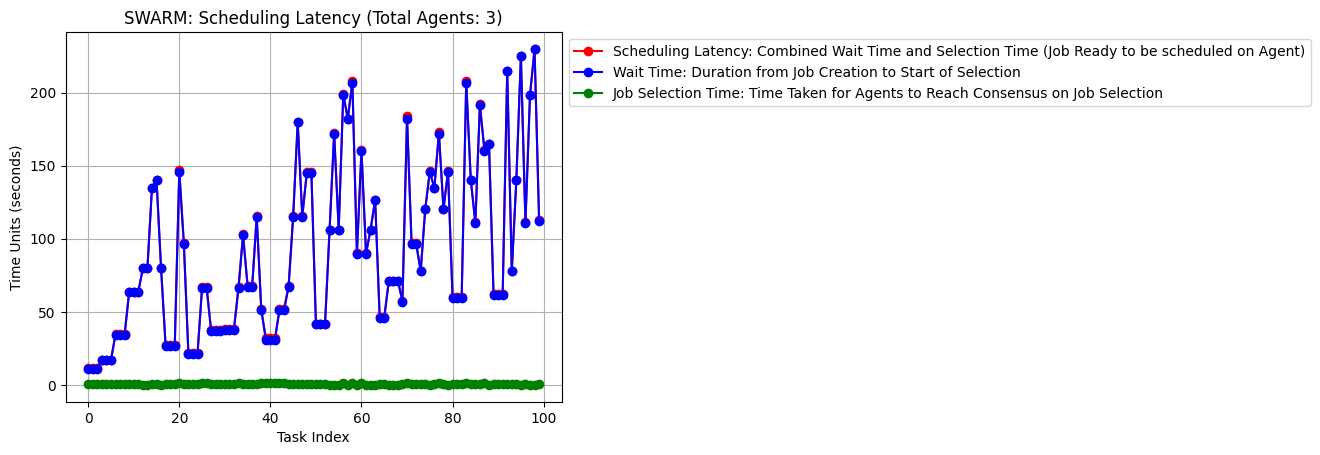 SWARM: Scheduling Latency (Total Agents: 3)
Scheduling Latency: Combined Wait Time and Selection Time (Job Ready to be scheduled on Agent)
Wait Time: Duration from Job Creation to Start of Selection
Job Selection Time: Time Taken for Agents to Reach Consensus on Job Selection
Time Units (seconds)
200
150
100
50
0
0 20 40 60 80 100
Task Index